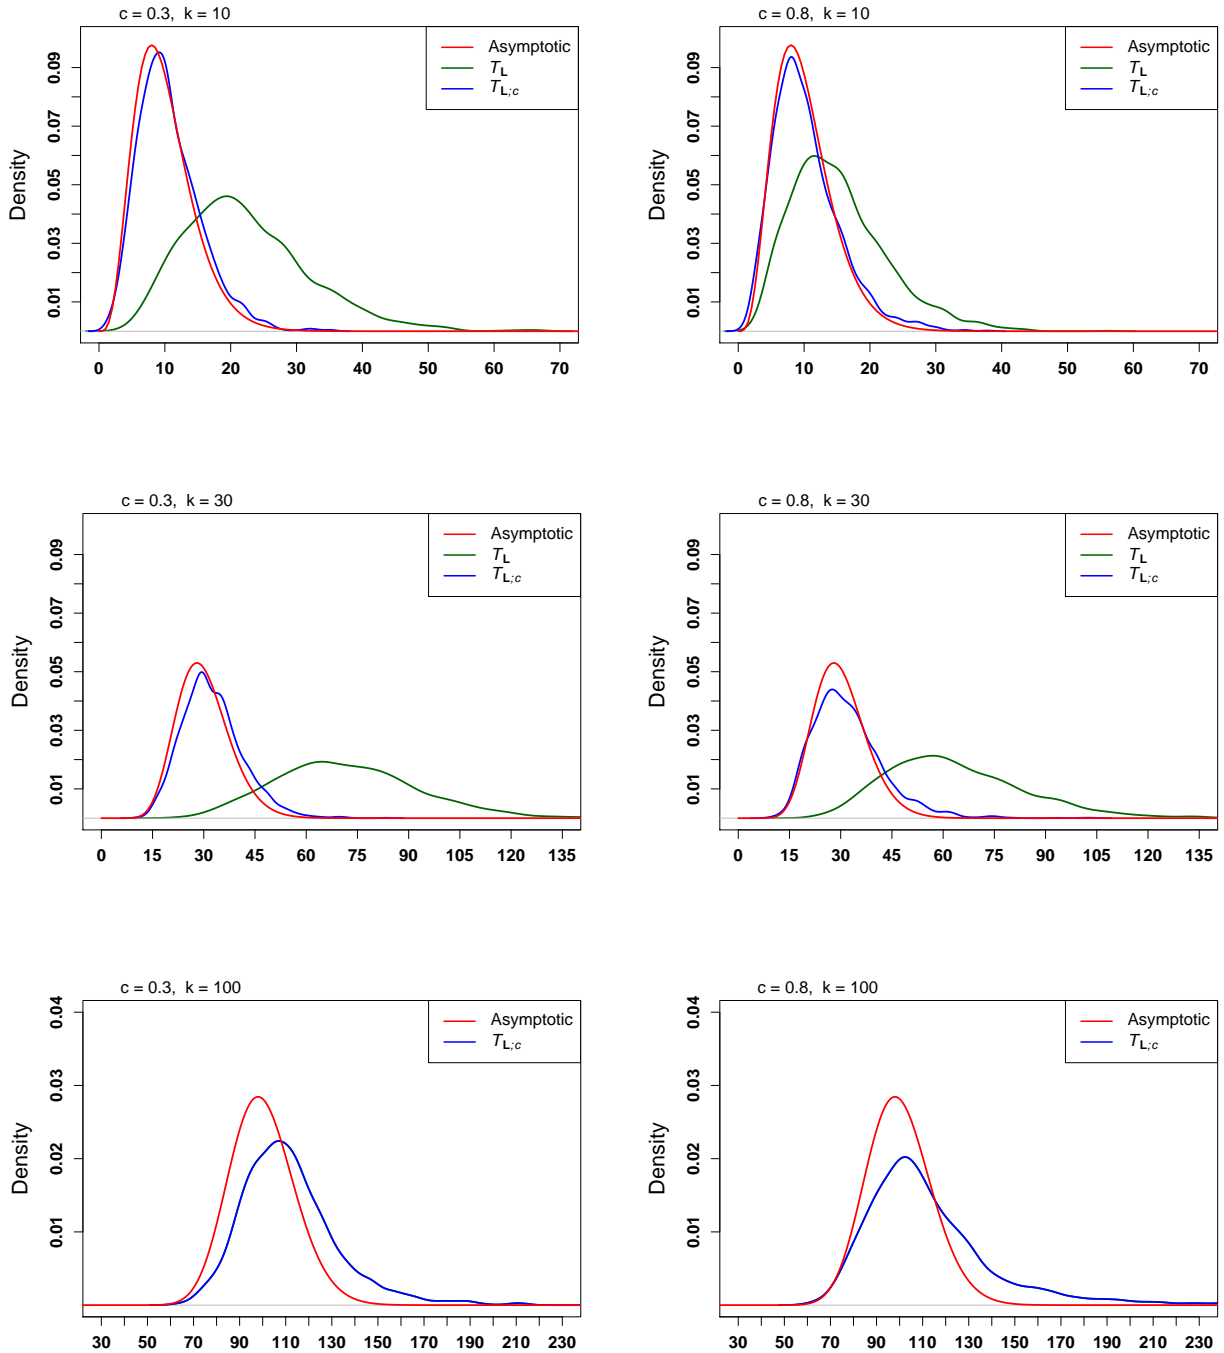 c = 0.3, k = 10
Asymptotic
T_L
T_L;c
Density
0.01 0.03 0.05 0.07 0.09
0 10 20 30 40 50 60 70
c = 0.8, k = 10
Asymptotic
T_L
T_L;c
Density
0.01 0.03 0.05 0.07 0.09
0 10 20 30 40 50 60 70
c = 0.3, k = 30
Asymptotic
T_L
T_L;c
Density
0.01 0.03 0.05 0.07 0.09
0 15 30 45 60 75 90 105 120 135
c = 0.8, k = 30
Asymptotic
T_L
T_L;c
Density
0.01 0.03 0.05 0.07 0.09
0 15 30 45 60 75 90 105 120 135
c = 0.3, k = 100
Asymptotic
T_L;c
Density
0.01 0.02 0.03 0.04
30 50 70 90 110 130 150 170 190 210 230
c = 0.8, k = 100
Asymptotic
T_L;c
Density
0.01 0.02 0.03 0.04
30 50 70 90 110 130 150 170 190 210 230